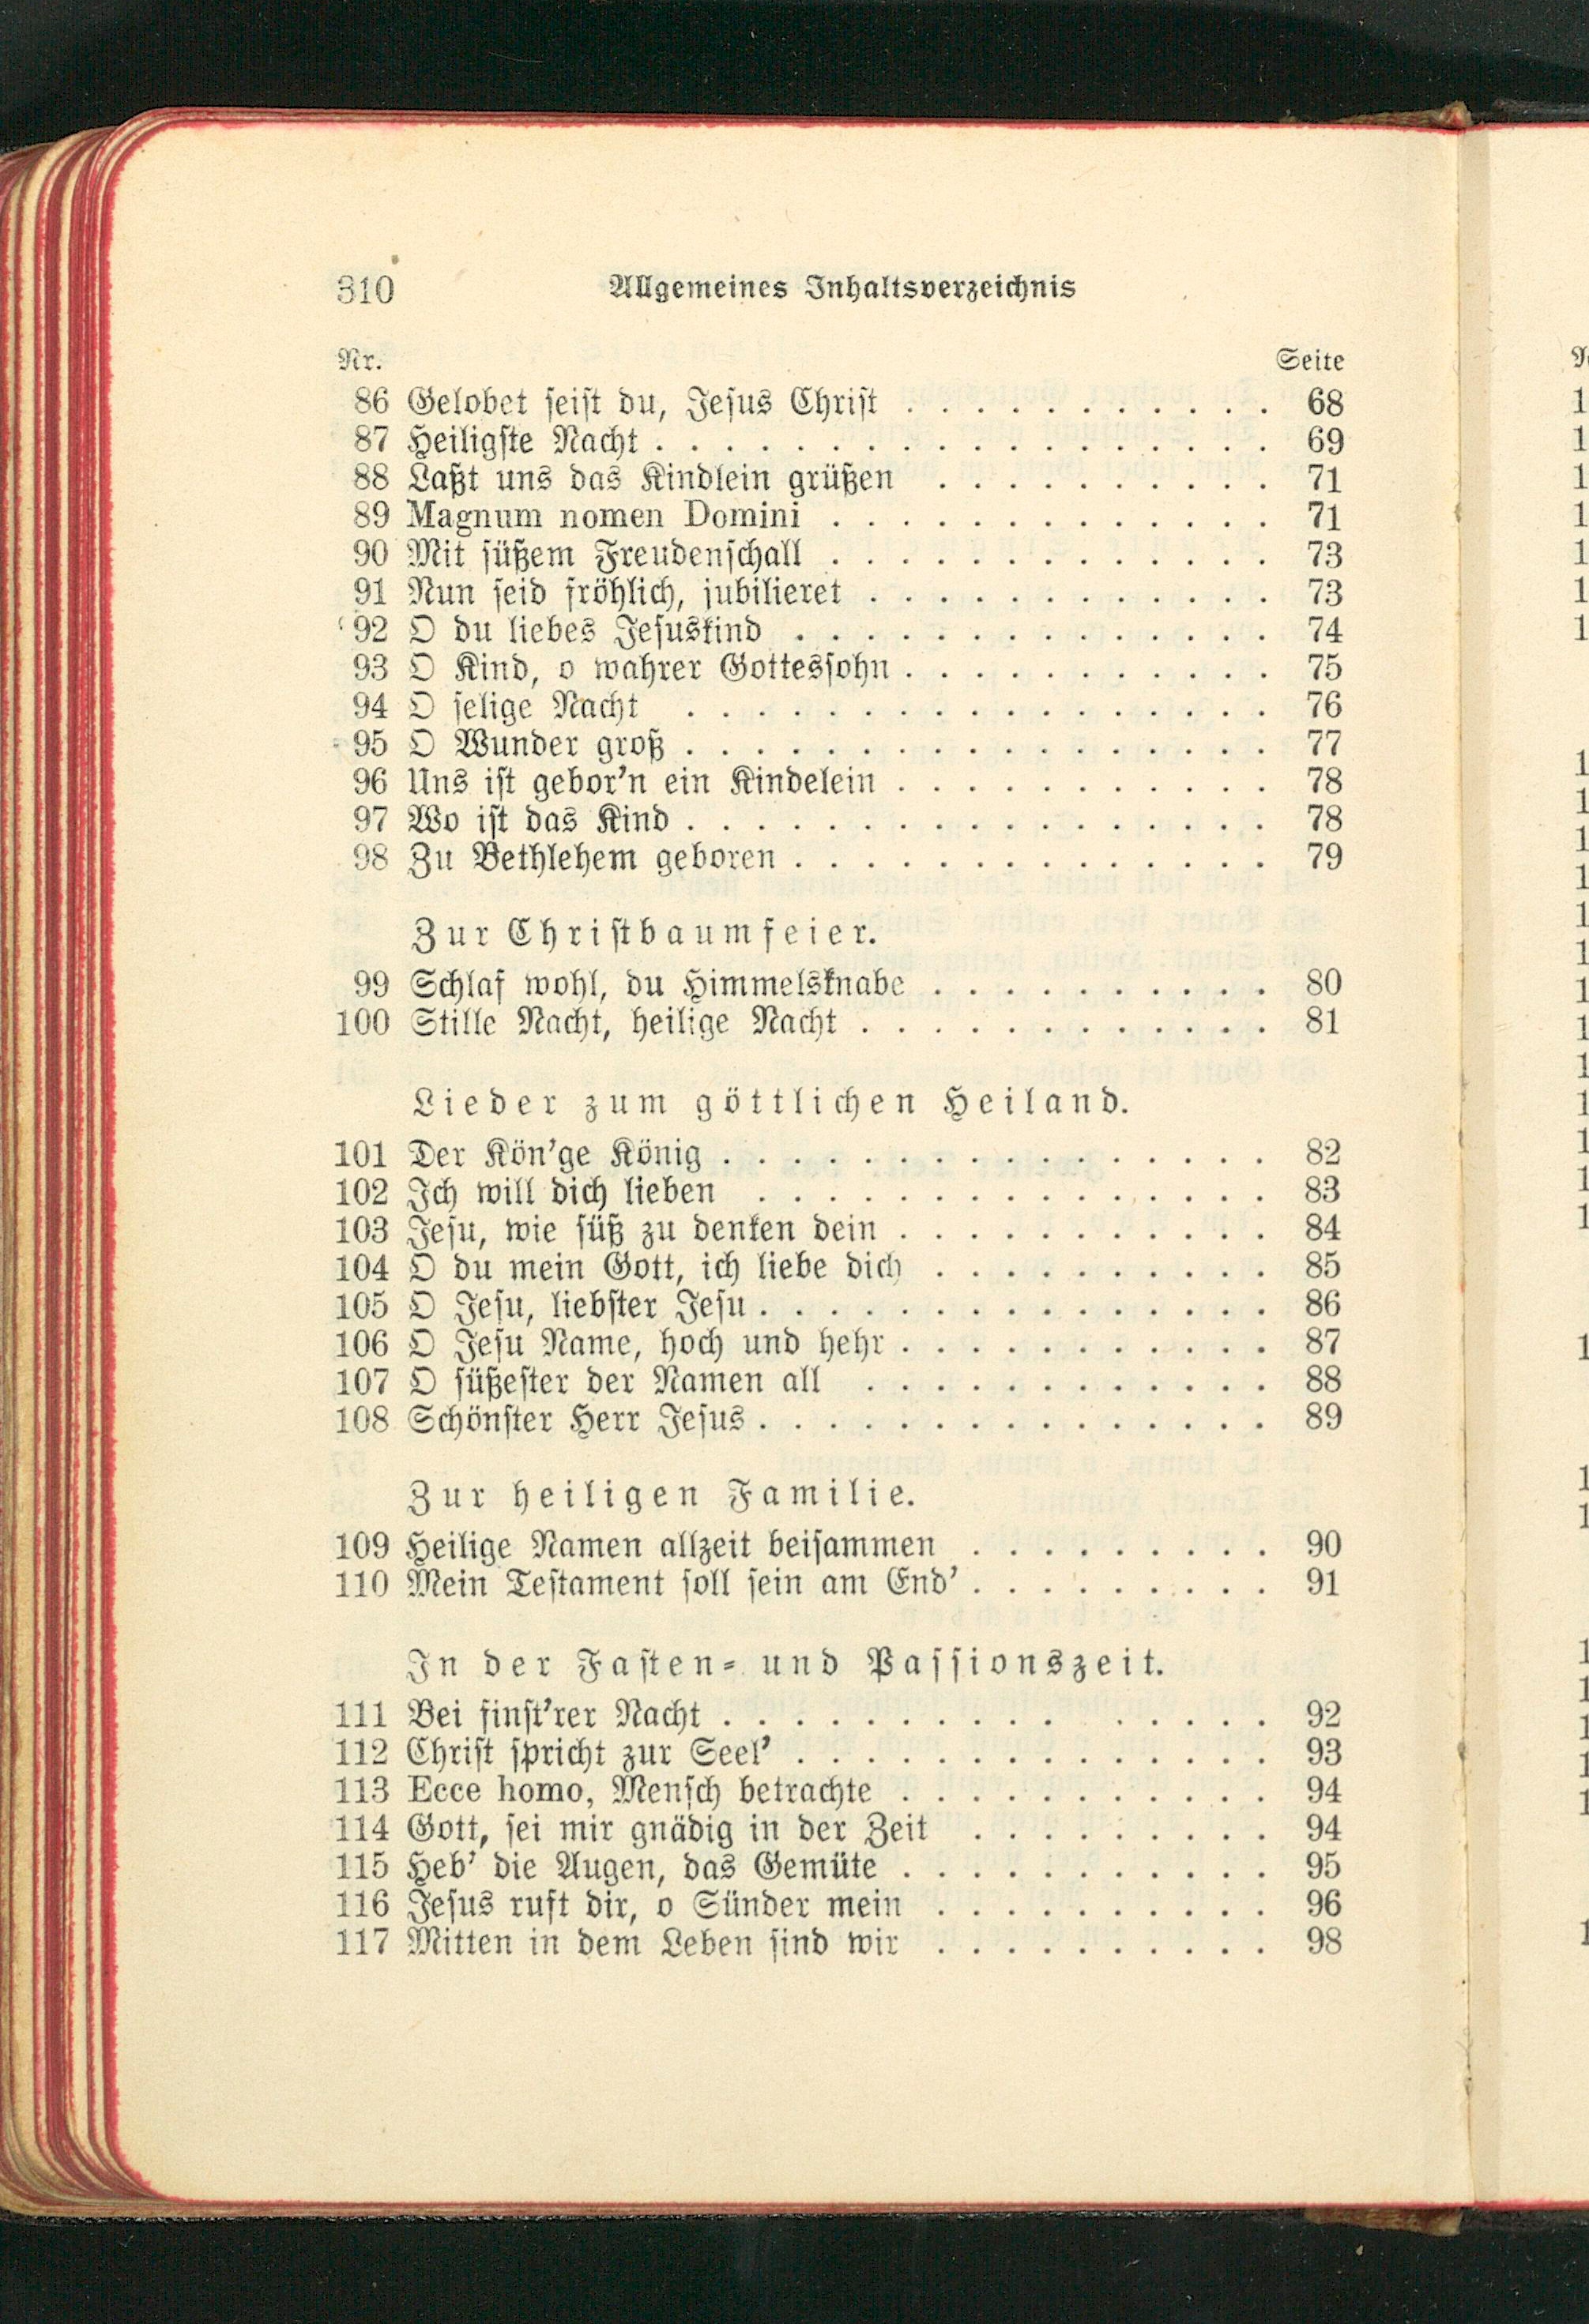 310 Allgemeines Inhaltsverzeichnis
Nr. Seite
86 Gelobet seist du, Jesus Christ . . . . . . . . . . . 68
87 Heiligste Nacht . . . . . . . . . . . . . . . . . . 69
88 Laßt uns das Kindlein grüßen . . . . . . . . . . 71
89 Magnum nomen Domini . . . . . . . . . . . . . 71
90 Mit süßem Freudenschall . . . . . . . . . . . . . 73
91 Nun seid fröhlich, jubilieret . . . . . . . . . . . . 73
92 O du liebes Jesuskind . . . . . . . . . . . . . . 74
93 O Kind, o wahrer Gottessohn . . . . . . . . . . . 75
94 O selige Nacht . . . . . . . . . . . . . . . . . 76
95 O Wunder groß . . . . . . . . . . . . . . . . . 77
96 Uns ist gebor'n ein Kindelein . . . . . . . . . . . 78
97 Wo ist das Kind . . . . . . . . . . . . . . . . . 78
98 Zu Bethlehem geboren . . . . . . . . . . . . . . 79
Zur Christbaumfeier.
99 Schlaf wohl, du Himmelsknabe . . . . . . . . . . 80
100 Stille Nacht, heilige Nacht . . . . . . . . . . . . 81
Lieder zum göttlichen Heiland.
101 Der Kön'ge König . . . . . . . . . . . . . . . . 82
102 Ich will dich lieben . . . . . . . . . . . . . . . 83
103 Jesu, wie süß zu denken dein . . . . . . . . . . . 84
104 O du mein Gott, ich liebe dich . . . . . . . . . . 85
105 O Jesu, liebster Jesu . . . . . . . . . . . . . . . 86
106 O Jesu Name, hoch und hehr . . . . . . . . . . . 87
107 O süßester der Namen all . . . . . . . . . . . . 88
108 Schönster Herr Jesus . . . . . . . . . . . . . . . 89
Zur heiligen Familie.
109 Heilige Namen allzeit beisammen . . . . . . . . . 90
110 Mein Testament soll sein am End' . . . . . . . . . 91
In der Fasten- und Passionszeit.
111 Bei finst'rer Nacht . . . . . . . . . . . . . . . 92
112 Christ spricht zur Seel' . . . . . . . . . . . . . . 93
113 Ecce homo, Mensch betrachte . . . . . . . . . . . 94
114 Gott, sei mir gnädig in der Zeit . . . . . . . . . 94
115 Heb' die Augen, das Gemüte . . . . . . . . . . . 95
116 Jesus ruft dir, o Sünder mein . . . . . . . . . . 96
117 Mitten in dem Leben sind wir . . . . . . . . . . 98